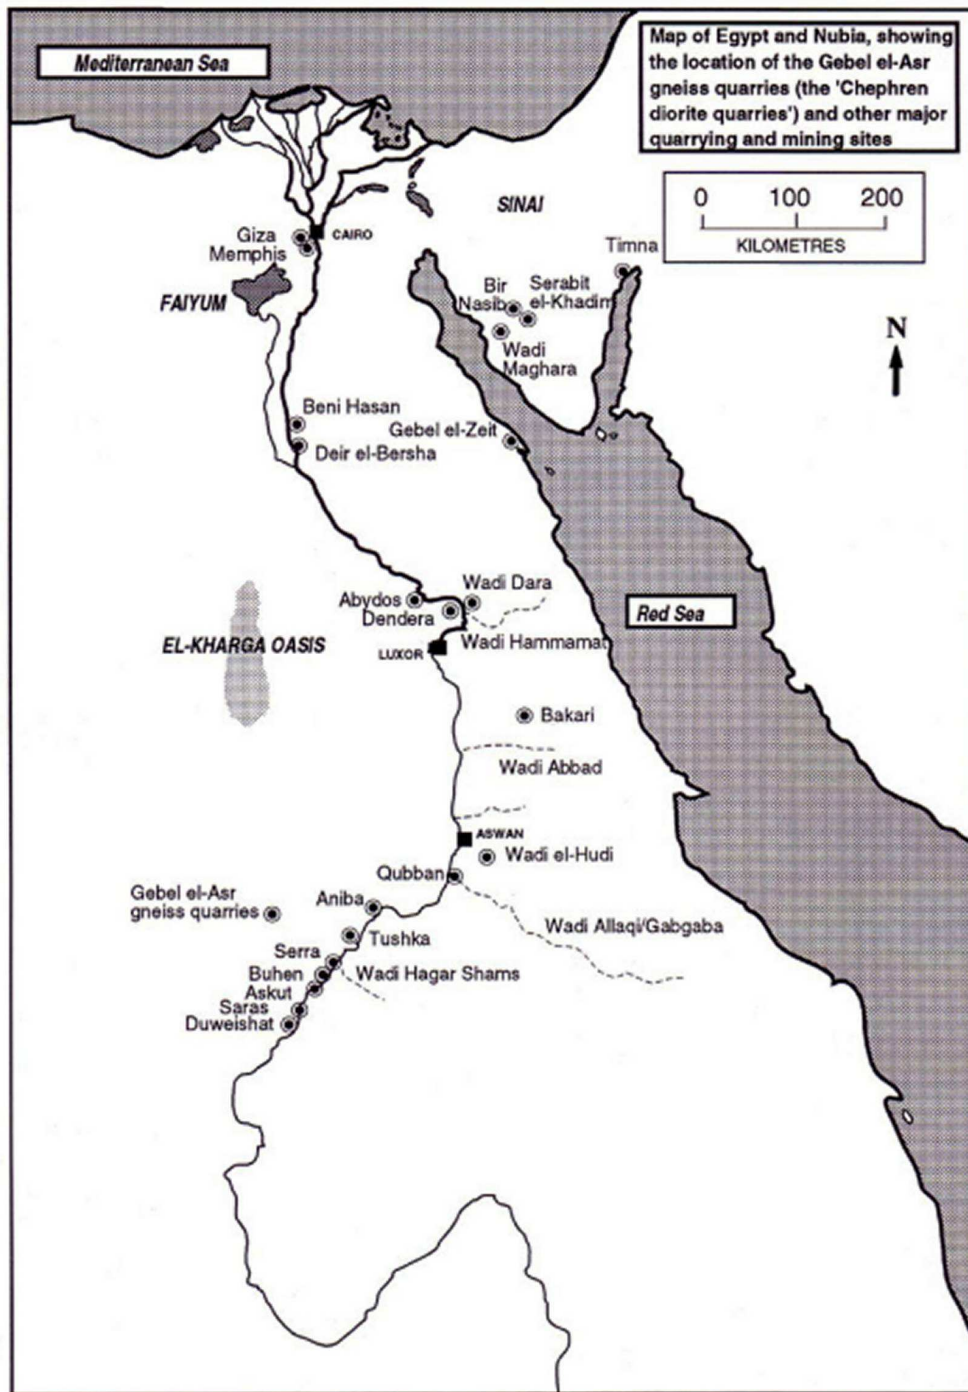 Mediterranean Sea
Map of Egypt and Nubia, showing
the location of the Gebel el-Asr
gneiss quarries (the 'Chephren
diorite quarries') and other major
quarrying and mining sites
0 100 200
KILOMETRES
SINAI
Giza
Memphis
CAIRO
Timna
FAIYUM
Bir
Nasib
Serabit
el-Khadim
Wadi
Maghara
N
Beni Hasan
Deir el-Bersha
Gebel el-Zeit
Abydos
Dendera
Wadi Dara
Red Sea
EL-KHARGA OASIS
LUXOR
Wadi Hammamat
Bakari
Wadi Abbad
ASWAN
Wadi el-Hudi
Qubban
Gebel el-Asr
gneiss quarries
Aniba
Tushka
Wadi Allaqi/Gabgaba
Serra
Buhen
Askut
Saras
Duweishat
Wadi Hagar Shams